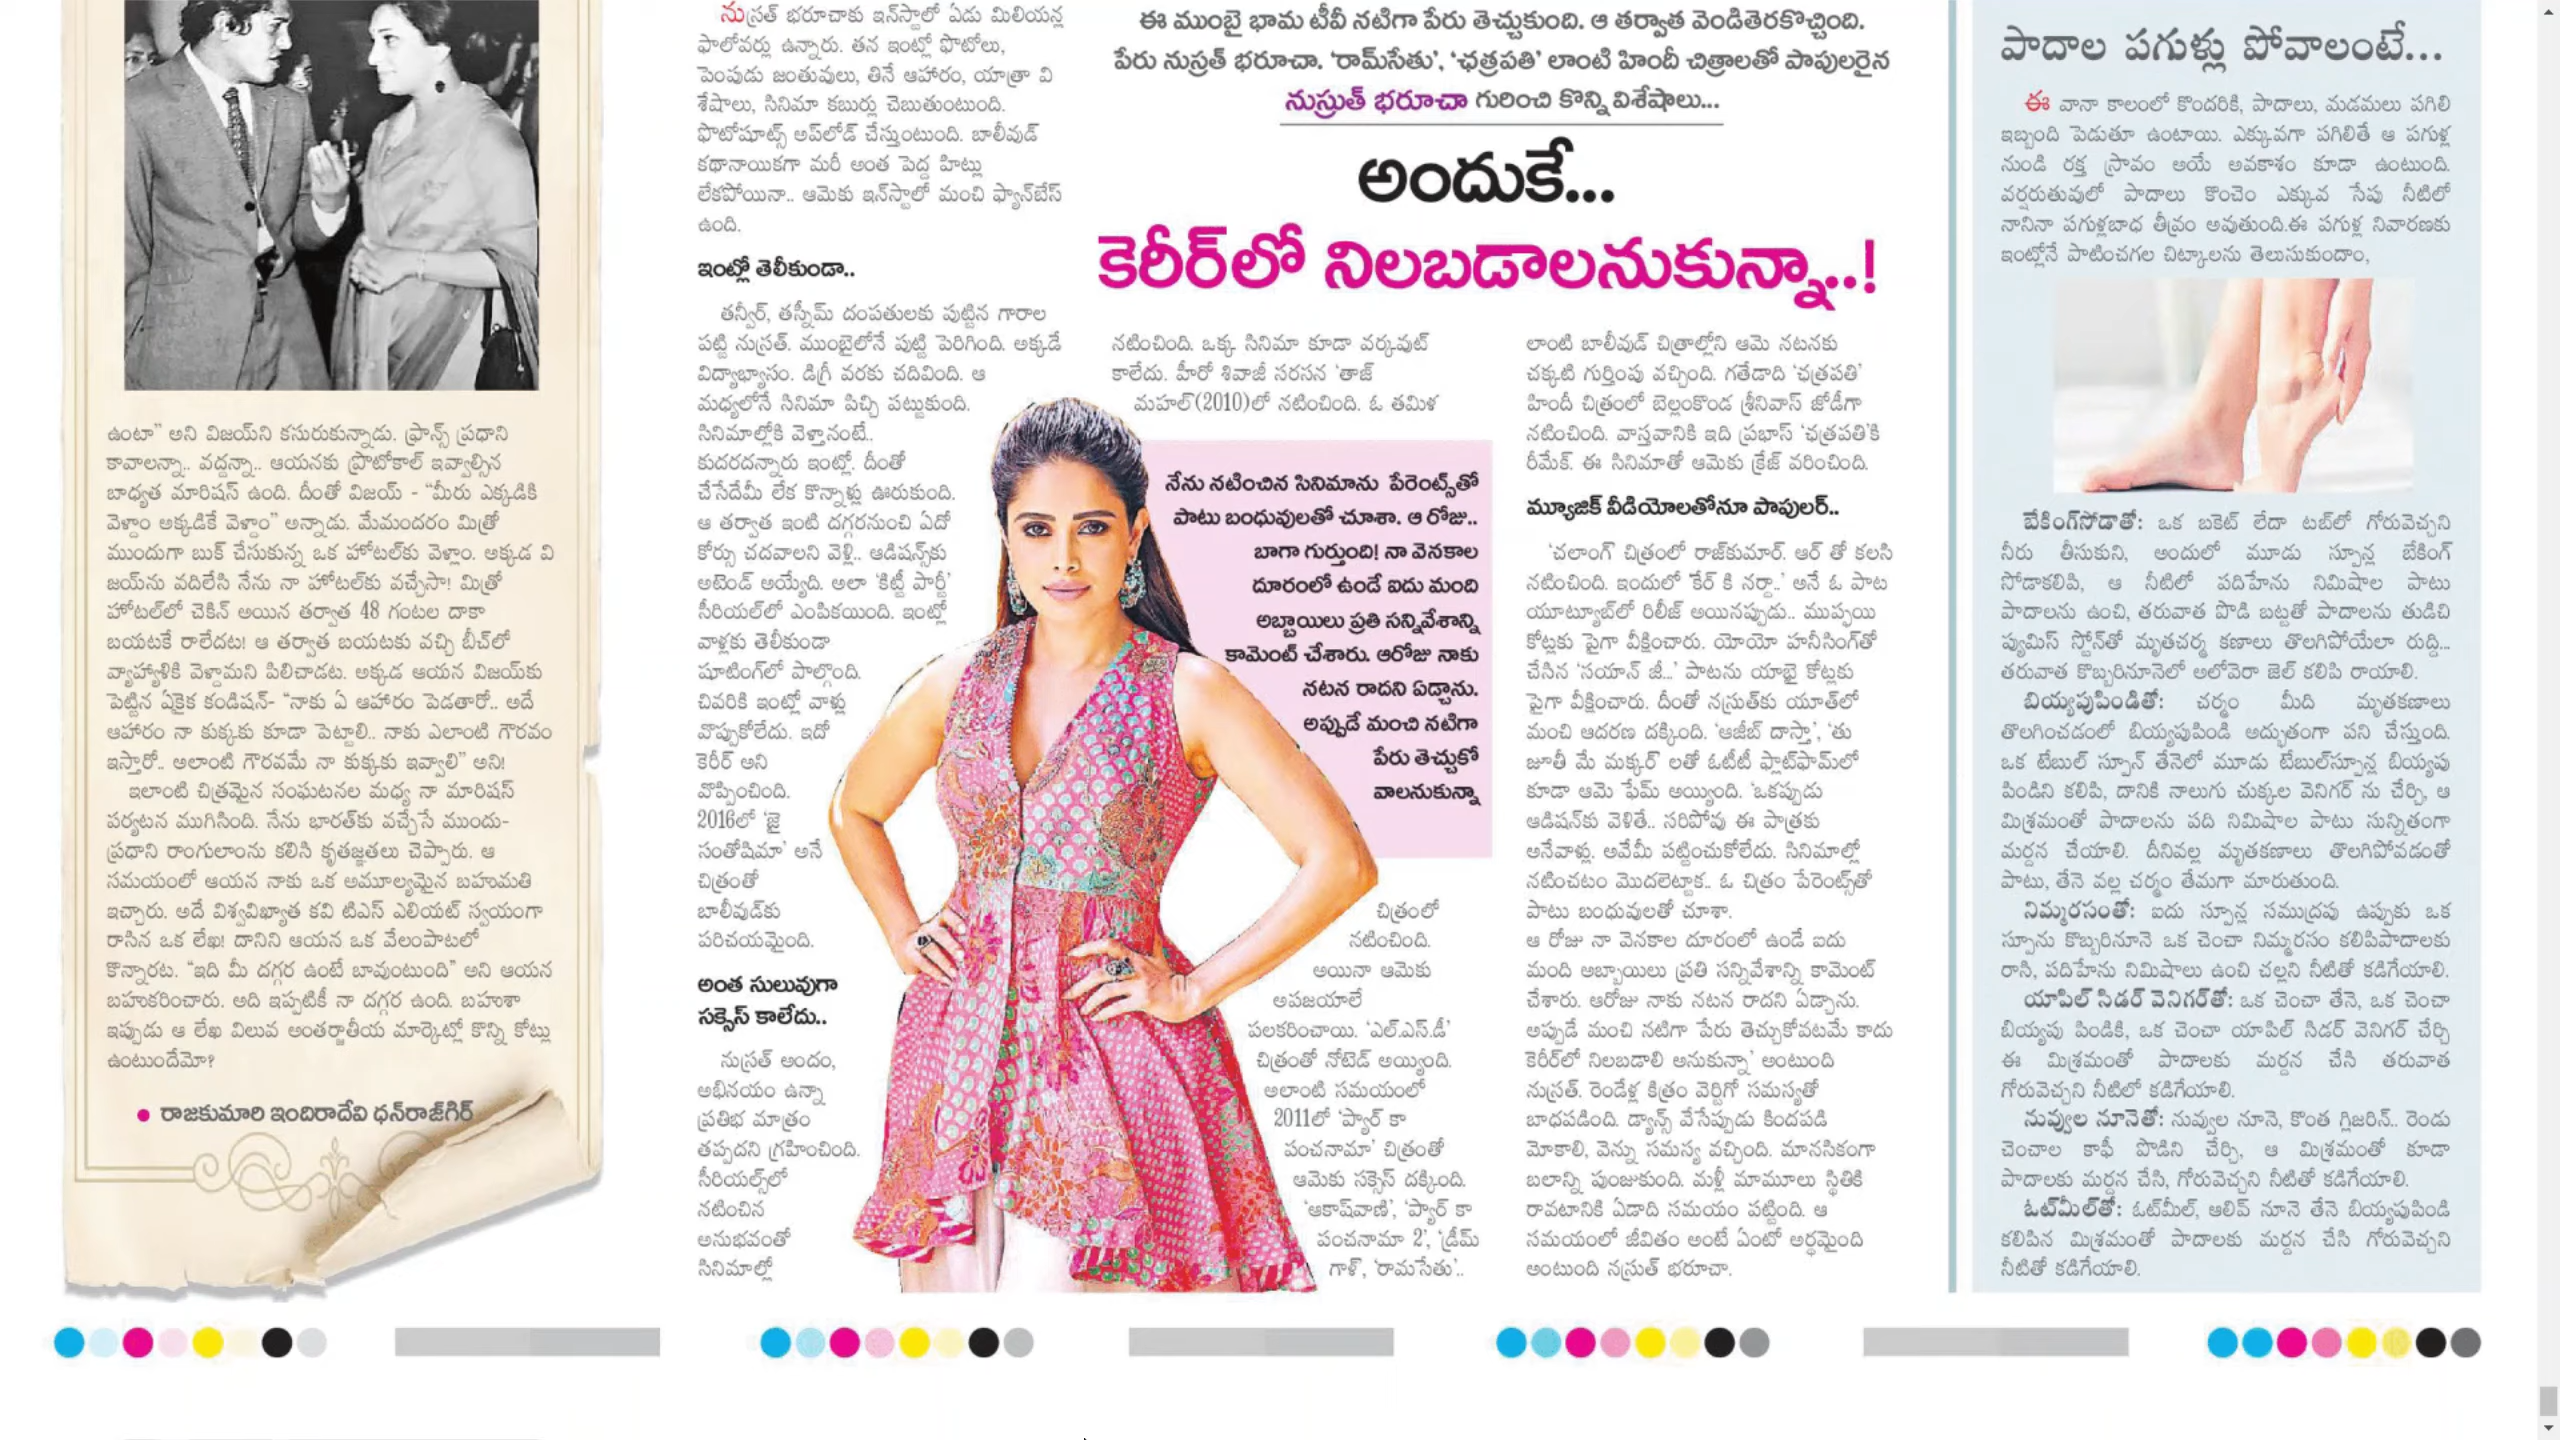 ఉంటా” అని విజయ్‌ని కసురుకున్నాడు. ఫ్రాన్స్ ప్రధాని
కావాలన్నా.. వద్దన్నా.. ఆయనకు ప్రొటోకాల్ ఇవ్వాల్సిన
బాధ్యత మారిషస్ ఉంది. దీంతో విజయ్ - “మీరు ఎక్కడికి
వెళ్దాం అక్కడికే వెళ్దాం” అన్నాడు. మేమందరం మిత్రో
ముందుగా బుక్ చేసుకున్న ఒక హోటల్‌కు వెళ్లాం. అక్కడ వి
జయ్‌ను వదిలేసి నేను నా హోటల్‌కు వచ్చేసా! మిత్రో
హోటల్‌లో చెకిన్ అయిన తర్వాత 48 గంటల దాకా
బయటకే రాలేదట! ఆ తర్వాత బయటకు వచ్చి బీచ్‌లో
వ్యాహ్యాళికి వెళ్దామని పిలిచాడట. అక్కడ ఆయన విజయ్‌కు
పెట్టిన ఏకైక కండిషన్- “నాకు ఏ ఆహారం పెడతారో.. అదే
ఆహారం నా కుక్కకు కూడా పెట్టాలి.. నాకు ఎలాంటి గౌరవం
ఇస్తారో.. అలాంటి గౌరవమే నా కుక్కకు ఇవ్వాలి” అని!
ఇలాంటి చిత్రమైన సంఘటనల మధ్య నా మారిషస్
పర్యటన ముగిసింది. నేను భారత్‌కు వచ్చేసే ముందు-
ప్రధాని రాంగులాంను కలిసి కృతజ్ఞతలు చెప్పారు. ఆ
సమయంలో ఆయన నాకు ఒక అమూల్యమైన బహుమతి
ఇచ్చారు. అదే విశ్వవిఖ్యాత కవి టిఎస్ ఎలియట్ స్వయంగా
రాసిన ఒక లేఖ! దానిని ఆయన ఒక వేలంపాటలో
కొన్నారట. “ఇది మీ దగ్గర ఉంటే బావుంటుంది” అని ఆయన
బహుకరించారు. అది ఇప్పటికీ నా దగ్గర ఉంది. బహుశా
ఇప్పుడు ఆ లేఖ విలువ అంతర్జాతీయ మార్కెట్లో కొన్ని కోట్లు
ఉంటుందేమో?
● రాజకుమారి ఇందిరాదేవి ధన్‌రాజ్‌గిర్
ఈ ముంబై భామ టీవీ నటిగా పేరు తెచ్చుకుంది. ఆ తర్వాత వెండితెరకొచ్చింది.
పేరు నుస్రత్ భరూచా. ‘రామ్‌సేతు’, ‘ఛత్రపతి’ లాంటి హిందీ చిత్రాలతో పాపులరైన
నుస్రుత్ భరూచా గురించి కొన్ని విశేషాలు...
అందుకే...
కెరీర్‌లో నిలబడాలనుకున్నా..!
నుస్రత్ భరూచాకు ఇన్‌స్టాలో ఏడు మిలియన్ల
ఫాలోవర్లు ఉన్నారు. తన ఇంట్లో ఫొటోలు,
పెంపుడు జంతువులు, తినే ఆహారం, యాత్రా వి
శేషాలు, సినిమా కబుర్లు చెబుతుంటుంది.
ఫొటోషూట్స్ అప్‌లోడ్ చేస్తుంటుంది. బాలీవుడ్
కథానాయికగా మరీ అంత పెద్ద హిట్లు
లేకపోయినా.. ఆమెకు ఇన్‌స్టాలో మంచి ఫ్యాన్‌బేస్
ఉంది.
ఇంట్లో తెలీకుండా..
తన్వీర్, తస్నీమ్ దంపతులకు పుట్టిన గారాల
పట్టి నుస్రత్. ముంబైలోనే పుట్టి పెరిగింది. అక్కడే
విద్యాభ్యాసం. డిగ్రీ వరకు చదివింది. ఆ
మధ్యలోనే సినిమా పిచ్చి పట్టుకుంది.
సినిమాల్లోకి వెళ్తానంటే..
కుదరదన్నారు ఇంట్లో. దీంతో
చేసేదేమీ లేక కొన్నాళ్లు ఊరుకుంది.
ఆ తర్వాత ఇంటి దగ్గరనుంచి ఏదో
కోర్సు చదవాలని వెళ్లి.. ఆడిషన్స్‌కు
అటెండ్ అయ్యేది. అలా ‘కిట్టీ పార్టీ’
సీరియల్‌లో ఎంపికయింది. ఇంట్లో
వాళ్లకు తెలీకుండా
షూటింగ్‌లో పాల్గొంది.
చివరికి ఇంట్లో వాళ్లు
వొప్పుకోలేదు. ఇదో
కెరీర్ అని
వొప్పించింది.
2016లో ‘జై
సంతోషిమా’ అనే
చిత్రంతో
బాలీవుడ్‌కు
పరిచయమైంది.
అంత సులువుగా
సక్సెస్ కాలేదు..
నుస్రత్ అందం,
అభినయం ఉన్నా
ప్రతిభ మాత్రం
తప్పదని గ్రహించింది.
సీరియల్స్‌లో
నటించిన
అనుభవంతో
సినిమాల్లో
నటించింది. ఒక్క సినిమా కూడా వర్కవుట్
కాలేదు. హీరో శివాజీ సరసన ‘తాజ్
మహల్’(2010)లో నటించింది. ఓ తమిళ
నేను నటించిన సినిమాను పేరెంట్స్‌తో
పాటు బంధువులతో చూశా. ఆ రోజు..
బాగా గుర్తుంది! నా వెనకాల
దూరంలో ఉండే ఐదు మంది
అబ్బాయిలు ప్రతి సన్నివేశాన్ని
కామెంట్ చేశారు. ఆరోజు నాకు
నటన రాదని ఏడ్చాను.
అప్పుడే మంచి నటిగా
పేరు తెచ్చుకో
వాలనుకున్నా
చిత్రంలో
నటించింది.
అయినా ఆమెకు
అపజయాలే
పలకరించాయి. ‘ఎల్.ఎస్.డీ’
చిత్రంతో నోటెడ్ అయ్యింది.
అలాంటి సమయంలో
2011లో ‘ప్యార్ కా
పంచనామా’ చిత్రంతో
ఆమెకు సక్సెస్ దక్కింది.
‘ఆకాష్‌వాణి’, ‘ప్యార్ కా
పంచనామా 2’, ‘డ్రీమ్
గాళ్’, ‘రామసేతు’..
లాంటి బాలీవుడ్ చిత్రాల్లోని ఆమె నటనకు
చక్కటి గుర్తింపు వచ్చింది. గతేడాది ‘ఛత్రపతి’
హిందీ చిత్రంలో బెల్లంకొండ శ్రీనివాస్ జోడీగా
నటించింది. వాస్తవానికి ఇది ప్రభాస్ ‘ఛత్రపతి’కి
రీమేక్. ఈ సినిమాతో ఆమెకు క్రేజ్ వరించింది.
మ్యూజిక్ వీడియోలతోనూ పాపులర్..
‘చలాంగ్’ చిత్రంలో రాజ్‌కుమార్. ఆర్ తో కలసి
నటించింది. ఇందులో ‘కేర్ కి నర్దా..’ అనే ఓ పాట
యూట్యూబ్‌లో రిలీజ్ అయినప్పుడు.. ముప్పయి
కోట్లకు పైగా వీక్షించారు. యోయో హనీసింగ్‌తో
చేసిన ‘సయాన్ జీ...’ పాటను యాభై కోట్లకు
పైగా వీక్షించారు. దీంతో నస్రుత్‌కు యూత్‌లో
మంచి ఆదరణ దక్కింది. ‘ఆజీబ్ దాస్తా’, ‘తు
జూతీ మే మక్కర్’ లతో ఓటీటీ ప్లాట్‌ఫామ్‌లో
కూడా ఆమె ఫేమ్ అయ్యింది. ‘ఒకప్పుడు
ఆడిషన్‌కు వెళితే.. సరిపోవు ఈ పాత్రకు
అనేవాళ్లు. అవేమీ పట్టించుకోలేదు. సినిమాల్లో
నటించటం మొదలెట్టాక.. ఓ చిత్రం పేరెంట్స్‌తో
పాటు బంధువులతో చూశా.
ఆ రోజు నా వెనకాల దూరంలో ఉండే ఐదు
మంది అబ్బాయిలు ప్రతి సన్నివేశాన్ని కామెంట్
చేశారు. ఆరోజు నాకు నటన రాదని ఏడ్చాను.
అప్పుడే మంచి నటిగా పేరు తెచ్చుకోవటమే కాదు
కెరీర్‌లో నిలబడాలి అనుకున్నా’ అంటుంది
నుస్రత్. రెండేళ్ల క్రితం వెర్టిగో సమస్యతో
బాధపడింది. డ్యాన్స్ వేసేప్పుడు కిందపడి
మోకాలి, వెన్ను సమస్య వచ్చింది. మానసికంగా
బలాన్ని పుంజుకుంది. మళ్లీ మామూలు స్థితికి
రావటానికి ఏడాది సమయం పట్టింది. ఆ
సమయంలో జీవితం అంటే ఏంటో అర్థమైంది
అంటుంది నస్రుత్ భరూచా.
పాదాల పగుళ్లు పోవాలంటే...
ఈ వానా కాలంలో కొందరికి, పాదాలు, మడమలు పగిలి
ఇబ్బంది పెడుతూ ఉంటాయి. ఎక్కువగా పగిలితే ఆ పగుళ్ల
నుండి రక్త స్రావం అయే అవకాశం కూడా ఉంటుంది.
వర్షరుతువులో పాదాలు కొంచెం ఎక్కువ సేపు నీటిలో
నానినా పగుళ్లబాధ తీవ్రం అవుతుంది.ఈ పగుళ్ల నివారణకు
ఇంట్లోనే పాటించగల చిట్కాలను తెలుసుకుందాం,
బేకింగ్‌సోడాతో: ఒక బకెట్ లేదా టబ్‌లో గోరువెచ్చని
నీరు తీసుకుని, అందులో మూడు స్పూన్ల బేకింగ్
సోడాకలిపి, ఆ నీటిలో పదిహేను నిమిషాల పాటు
పాదాలను ఉంచి, తరువాత పొడి బట్టతో పాదాలను తుడిచి
ప్యుమిస్ స్టోన్‌తో మృతచర్మ కణాలు తొలగిపోయేలా రుద్ది...
తరువాత కొబ్బరినూనెలో అలోవెరా జెల్ కలిపి రాయాలి.
బియ్యపుపిండితో: చర్మం మీది మృతకణాలు
తొలగించడంలో బియ్యపుపిండి అద్భుతంగా పని చేస్తుంది.
ఒక టేబుల్ స్పూన్ తేనెలో మూడు టేబుల్‌స్పూన్ల బియ్యపు
పిండిని కలిపి, దానికి నాలుగు చుక్కల వెనిగర్ ను చేర్చి, ఆ
మిశ్రమంతో పాదాలను పది నిమిషాల పాటు సున్నితంగా
మర్దన చేయాలి. దీనివల్ల మృతకణాలు తొలగిపోవడంతో
పాటు, తేనె వల్ల చర్మం తేమగా మారుతుంది.
నిమ్మరసంతో: ఐదు స్పూన్ల సముద్రపు ఉప్పుకు ఒక
స్పూను కొబ్బరినూనె ఒక చెంచా నిమ్మరసం కలిపిపాదాలకు
రాసి, పదిహేను నిమిషాలు ఉంచి చల్లని నీటితో కడిగేయాలి.
యాపిల్ సిడర్ వెనిగర్‌తో: ఒక చెంచా తేనె, ఒక చెంచా
బియ్యపు పిండికి, ఒక చెంచా యాపిల్ సిడర్ వెనిగర్ చేర్చి
ఈ మిశ్రమంతో పాదాలకు మర్దన చేసి తరువాత
గోరువెచ్చని నీటిలో కడిగేయాలి.
నువ్వుల నూనెతో: నువ్వుల నూనె, కొంత గ్లిజరిన్.. రెండు
చెంచాల కాఫీ పొడిని చేర్చి, ఆ మిశ్రమంతో కూడా
పాదాలకు మర్దన చేసి, గోరువెచ్చని నీటితో కడిగేయాలి.
ఓట్‌మీల్‌తో: ఓట్‌మీల్, ఆలివ్ నూనె తేనె బియ్యపుపిండి
కలిపిన మిశ్రమంతో పాదాలకు మర్దన చేసి గోరువెచ్చని
నీటితో కడిగేయాలి.